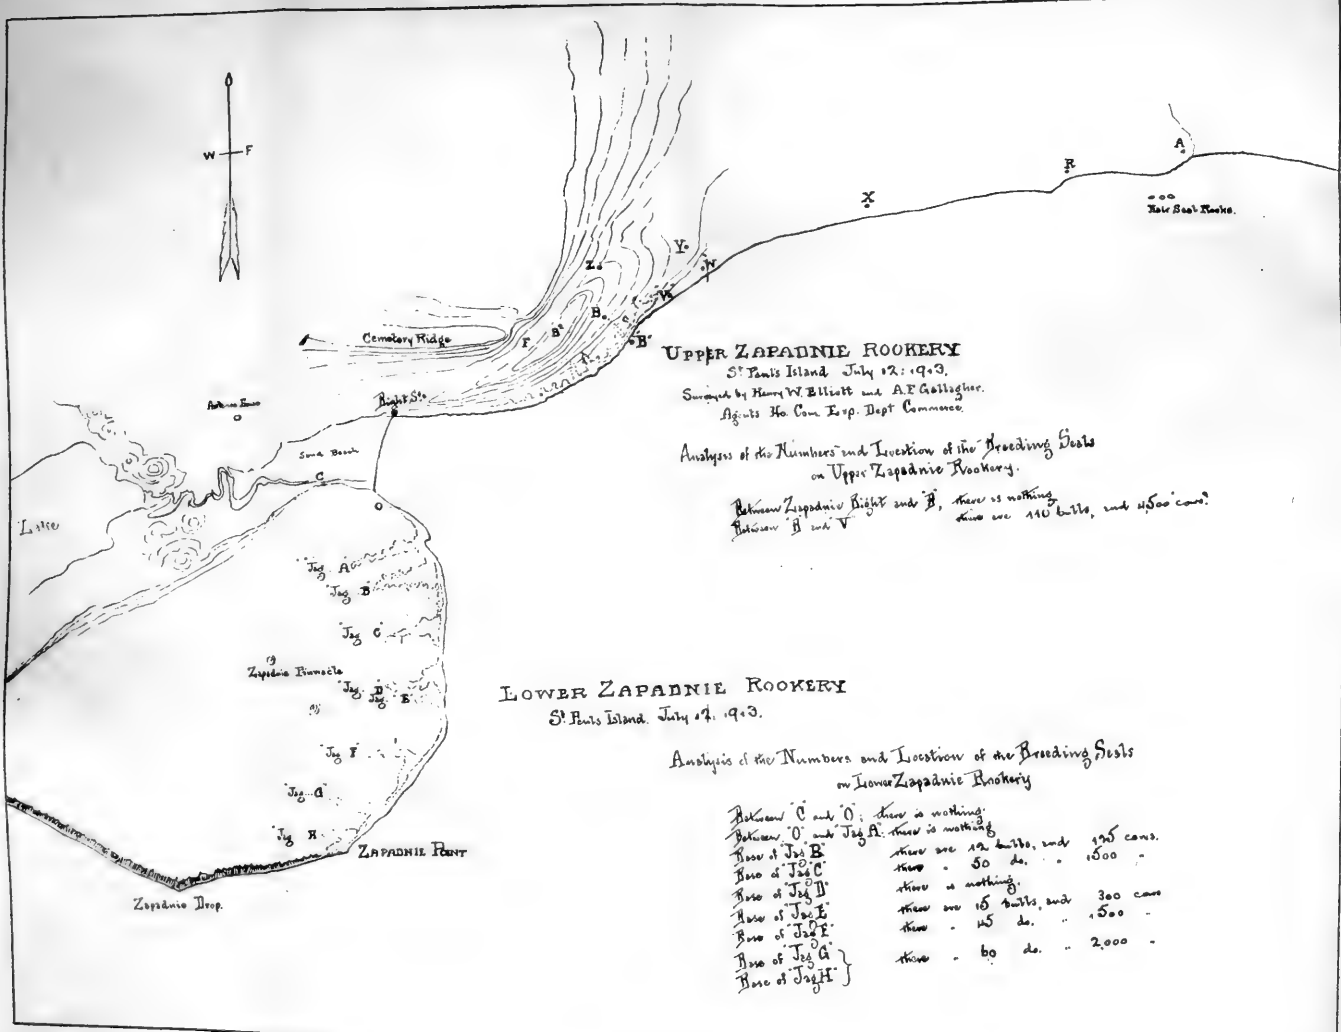 W F
A
R
Hair Seal Rocks.
X
Y.
Z.
W
V
B.
B"
F
"B"
Cemetery Ridge
Right Sta
Sand Beach
C
Lake
O
"Jag A"
"Jag B"
"Jag C"
Zapadnie Pinnacle
"Jag D"
"Jag E"
"Jag F"
"Jag G"
"Jag H
ZAPADNIE POINT
Zapadnie Drop.
UPPER ZAPADNIE ROOKERY
St Paul's Island July 12: 1913.
Surveyed by Henry W. Elliott and A.F. Gallagher.
Agents Ho. Com. Exp. Dept Commerce.
Analysis of the Numbers and Location of the Breeding Seals
on Upper Zapadnie Rookery.
Between Zapadnie Right and "B", there is nothing
Between "B" and "V" there are 110 bulls, and 4,500 cows.
LOWER ZAPADNIE ROOKERY
St Pauls Island. July 12. 1913.
Analysis of the Numbers and Location of the Breeding Seals
on Lower Zapadnie Rookery
Between "C" and "O"; there is nothing.
Between "O" and "Jag A" there is nothing
Base of "Jag B" there are 12 bulls, and 125 cows.
Base of "Jag C" there " 50 do. " " 1500 "
Base of "Jag D" there is nothing.
Base of "Jag E" there are 15 bulls, and 300 cows
Base of "Jag F" there " 45 do. " 1500 "
Base of "Jag G" } there " 60 do. " 2,000 "
Base of "Jag H" }